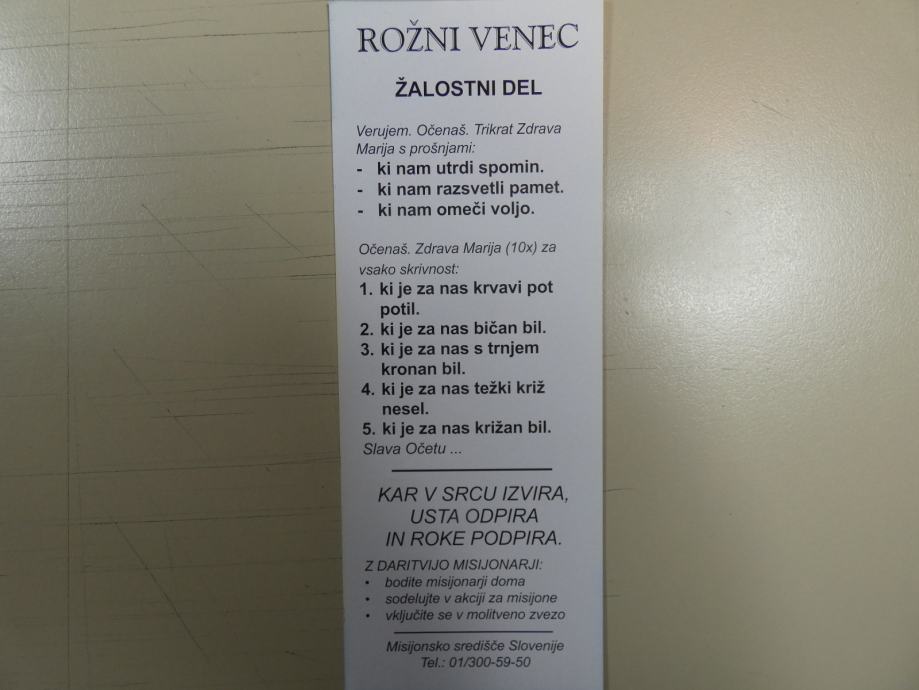 ROŽNI VENEC
ŽALOSTNI DEL
Verujem. Očenaš. Trikrat Zdrava
Marija s prošnjami:
- ki nam utrdi spomin.
- ki nam razsvetli pamet.
- ki nam omeči voljo.
Očenaš. Zdrava Marija (10x) za
vsako skrivnost:
1. ki je za nas krvavi pot
potil.
2. ki je za nas bičan bil.
3. ki je za nas s trnjem
kronan bil.
4. ki je za nas težki križ
nesel.
5. ki je za nas križan bil.
Slava Očetu ...
KAR V SRCU IZVIRA,
USTA ODPIRA
IN ROKE PODPIRA.
Z DARITVIJO MISIJONARJI:
• bodite misijonarji doma
• sodelujte v akciji za misijone
• vključite se v molitveno zvezo
Misijonsko središče Slovenije
Tel.: 01/300-59-50